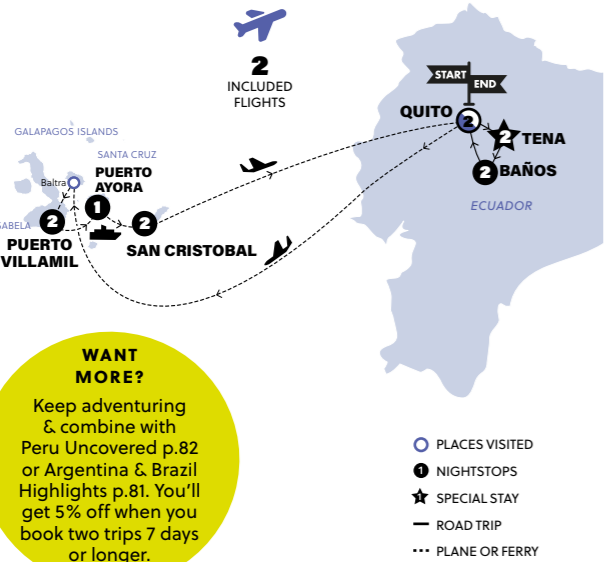 2
INCLUDED
FLIGHTS
START
END
QUITO
2
2
TENA
2
BAÑOS
ECUADOR
GALAPAGOS ISLANDS
SANTA CRUZ
Baltra
PUERTO
AYORA
1
2
2
PUERTO
VILLAMIL
SAN CRISTOBAL
WANT
MORE?
Keep adventuring
& combine with
Peru Uncovered p.82
or Argentina & Brazil
Highlights p.81. You'll
get 5% off when you
book two trips 7 days
or longer.
PLACES VISITED
1 NIGHTSTOPS
1 SPECIAL STAY
ROAD TRIP
PLANE OR FERRY